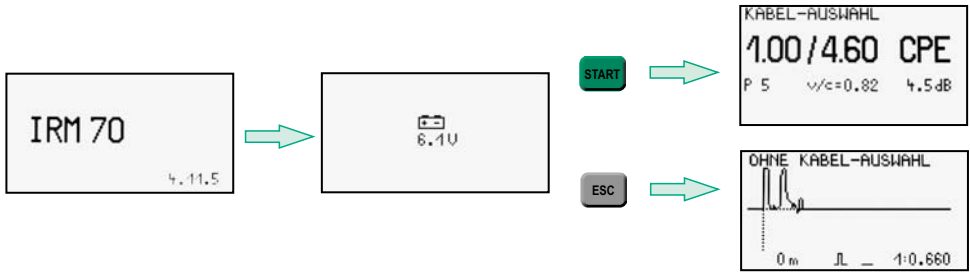 IRM 70
4.11.5
6.1V
START
KABEL-AUSWAHL
1.00/4.60 CPE
P 5 v/c=0.82 4.5dB
ESC
OHNE KABEL-AUSWAHL
0 m 1:0.660